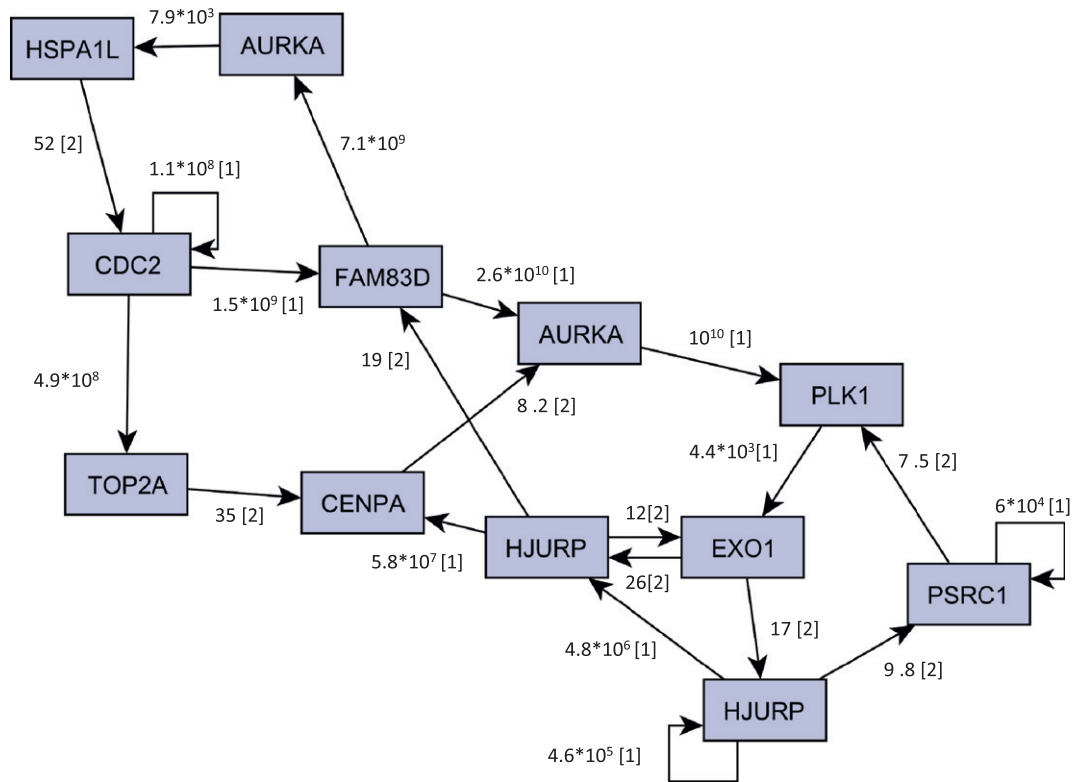 7.9*10³
HSPA1L
AURKA
52 [2]
7.1*10⁹
1.1*10⁸ [1]
CDC2
FAM83D
2.6*10¹⁰ [1]
1.5*10⁹ [1]
AURKA
10¹⁰ [1]
19 [2]
4.9*10⁸
PLK1
8 .2 [2]
4.4*10³[1]
7 .5 [2]
TOP2A
CENPA
35 [2]
12[2]
6*10⁴ [1]
HJURP
EXO1
5.8*10⁷ [1]
26[2]
PSRC1
17 [2]
4.8*10⁶ [1]
9 .8 [2]
HJURP
4.6*10⁵ [1]